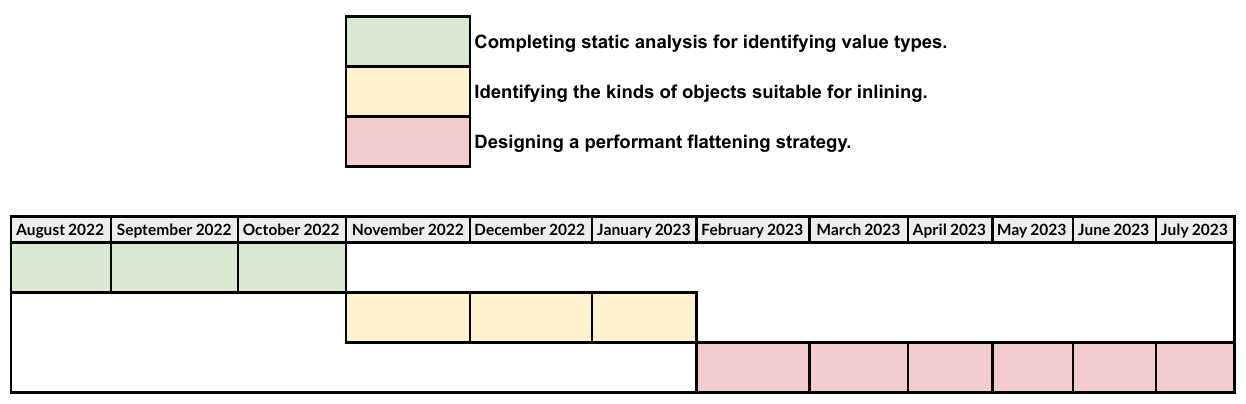 Completing static analysis for identifying value types.
Identifying the kinds of objects suitable for inlining.
Designing a performant flattening strategy.
August 2022 September 2022 October 2022 November 2022 December 2022 January 2023 February 2023 March 2023 April 2023 May 2023 June 2023 July 2023